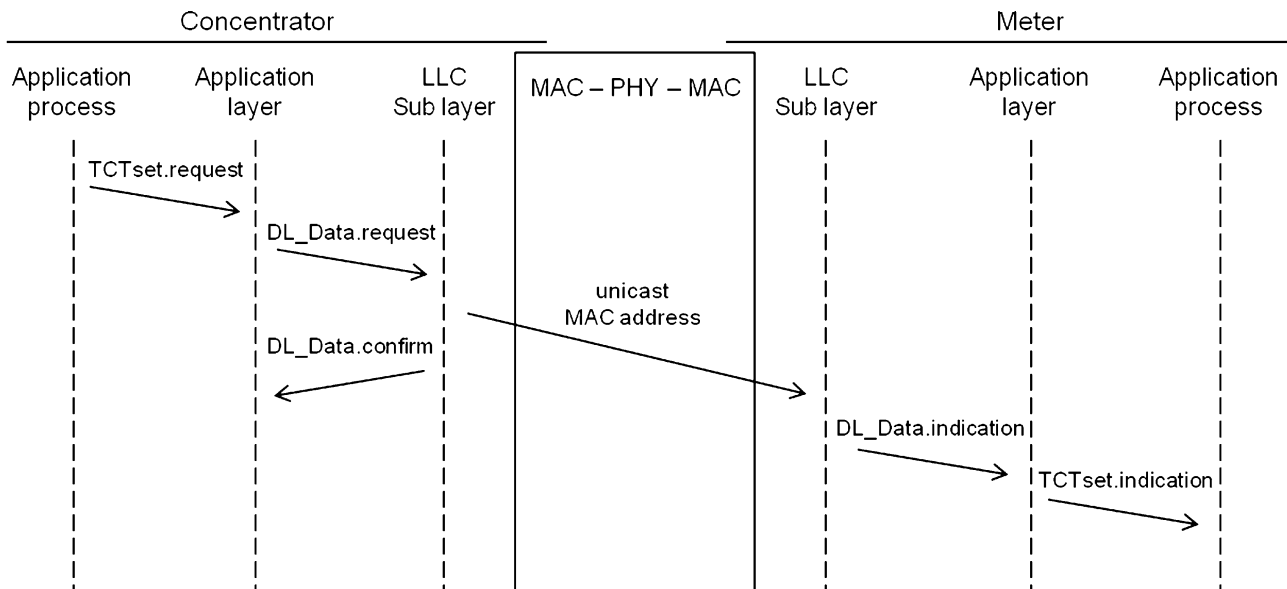 Concentrator
Meter
Application
process
Application
layer
LLC
Sub layer
MAC – PHY – MAC
LLC
Sub layer
Application
layer
Application
process
TCTset.request
DL_Data.request
unicast
MAC address
DL_Data.confirm
DL_Data.indication
TCTset.indication